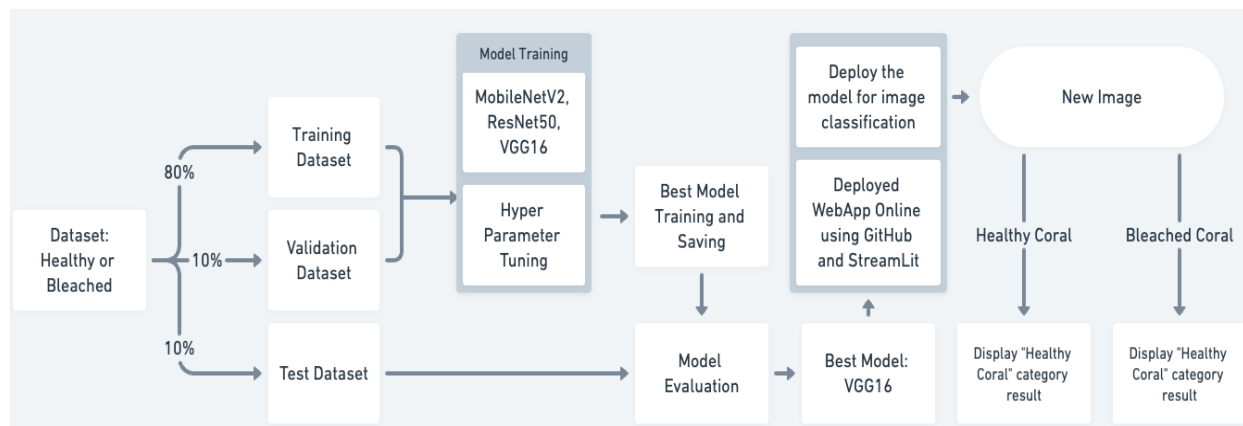 Dataset:
Healthy or
Bleached
80%
10%
10%
Training
Dataset
Validation
Dataset
Test Dataset
Model Training
MobileNetV2,
ResNet50,
VGG16
Hyper
Parameter
Tuning
Best Model
Training and
Saving
Model
Evaluation
Best Model:
VGG16
Deploy the
model for image
classification
Deployed
WebApp Online
using GitHub
and StreamLit
New Image
Healthy Coral
Bleached Coral
Display "Healthy
Coral" category
result
Display "Healthy
Coral" category
result